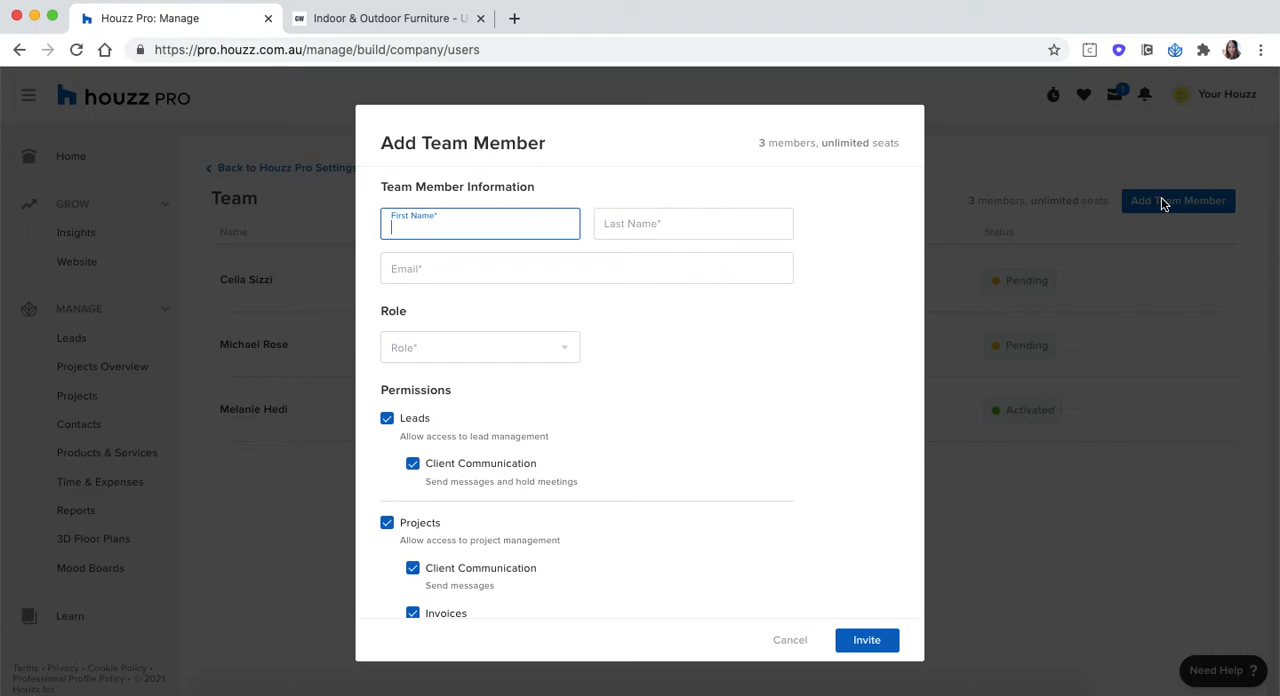 Houzz Pro: Manage
Indoor & Outdoor Furniture - U
https://pro.houzz.com.au/manage/build/company/users
houzz PRO
1
Your Houzz
Home
GROW
Insights
Website
MANAGE
Leads
Projects Overview
Projects
Contacts
Products & Services
Time & Expenses
Reports
3D Floor Plans
Mood Boards
Learn
Terms • Privacy • Cookie Policy •
Professional Profile Policy • © 2021
Houzz Inc.
Back to Houzz Pro Settings
Team
3 members, unlimited seats
Add Team Member
Name
Status
Celia Sizzi
Pending
Michael Rose
Pending
Melanie Hedi
Activated
Add Team Member
3 members, unlimited seats
Team Member Information
First Name*
Last Name*
Email*
Role
Role*
Permissions
Leads
Allow access to lead management
Client Communication
Send messages and hold meetings
Projects
Allow access to project management
Client Communication
Send messages
Invoices
Cancel
Invite
Need Help ?